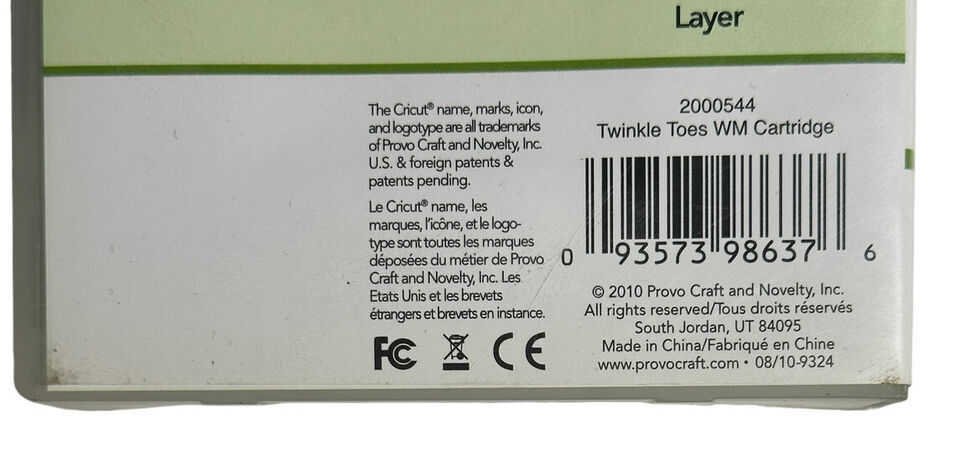 Layer
The Cricut® name, marks, icon,
and logotype are all trademarks
of Provo Craft and Novelty, Inc.
U.S. & foreign patents &
patents pending.
Le Cricut® name, les
marques, l'icône, et le logo-
type sont toutes les marques
déposées du métier de Provo
Craft and Novelty, Inc. Les
Etats Unis et les brevets
étrangers et brevets en instance.
FC CE
2000544
Twinkle Toes WM Cartridge
0 93573 98637 6
© 2010 Provo Craft and Novelty, Inc.
All rights reserved/Tous droits réservés
South Jordan, UT 84095
Made in China/Fabriqué en Chine
www.provocraft.com • 08/10-9324